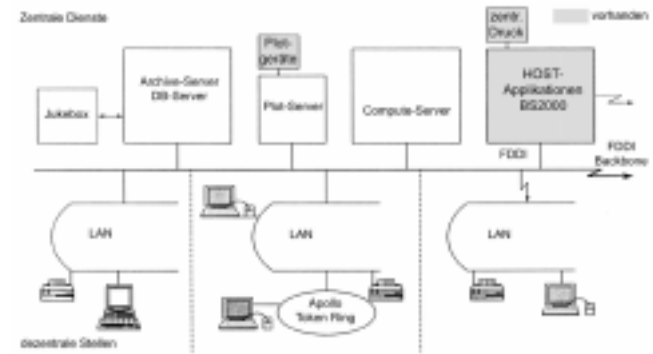 Zentrale Dienste
zentr.
Druck
vorhanden
Plot-
geräte
Archive-Server
DB-Server
HOST-
Applikationen
BS2000
Jukebox
Plot-Server
Compute-Server
FDDI
FDDI
Backbone
LAN
LAN
LAN
Apollo
Token Ring
dezentrale Stellen